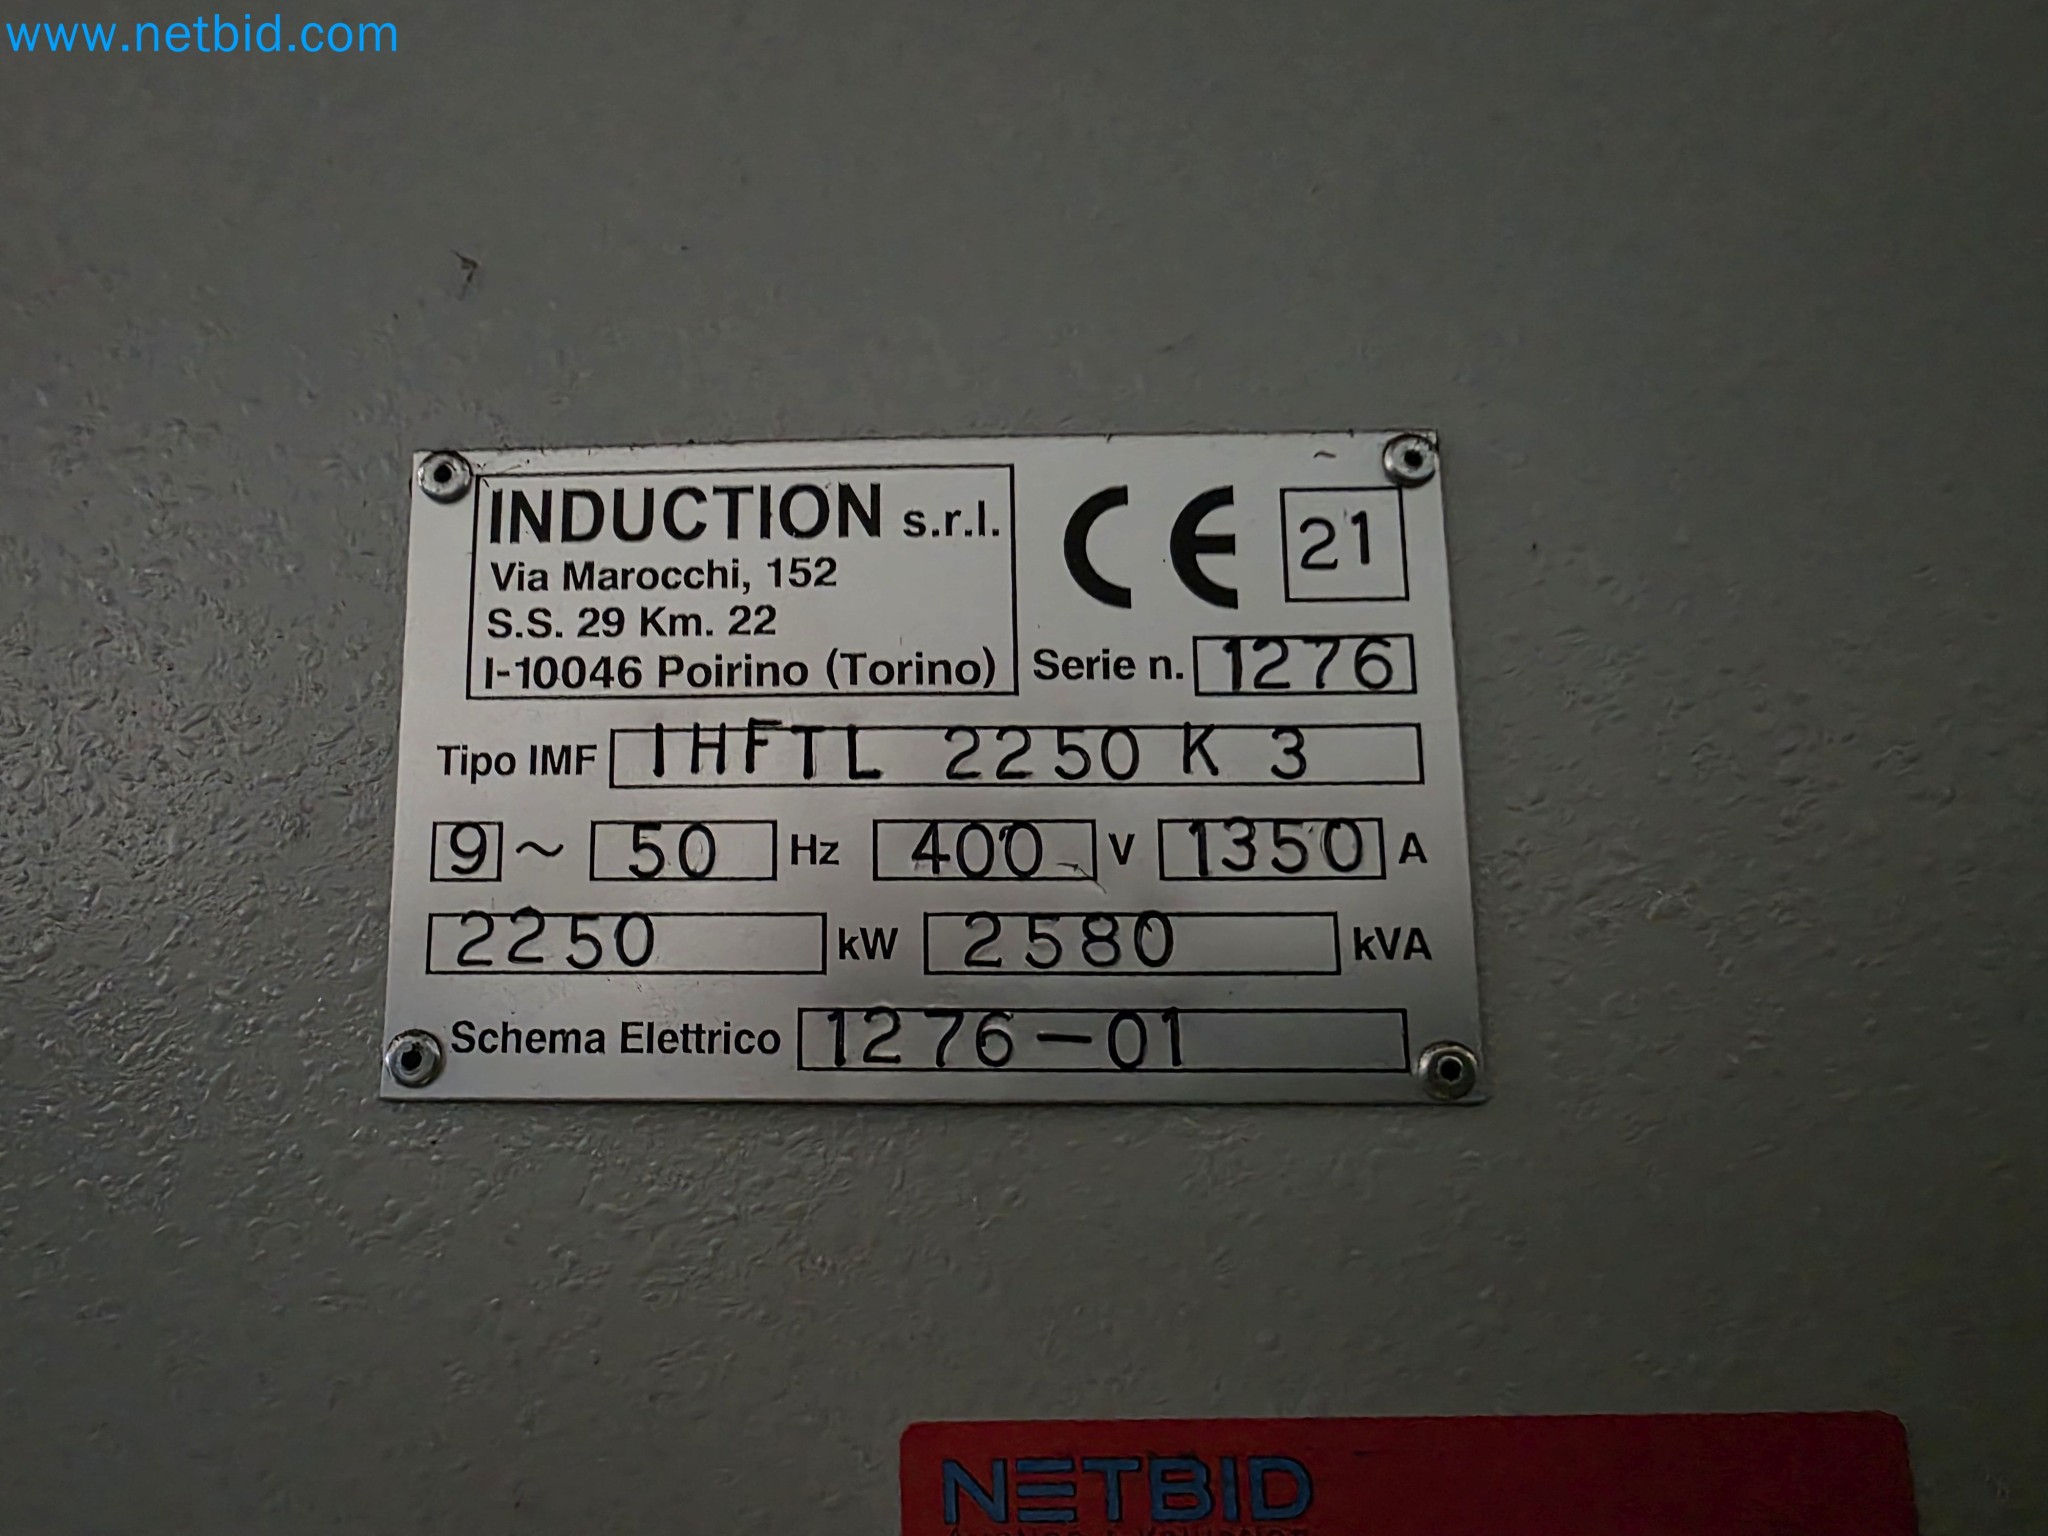 www.netbid.com
INDUCTION s.r.l.
Via Marocchi, 152
S.S. 29 Km. 22
I-10046 Poirino (Torino)
CE 21
Serie n. 1276
Tipo IMF IHFTL 2250 K 3
9 ~ 50 Hz 400 V 1350 A
2250 kW 2580 kVA
Schema Elettrico 1276-01
NETBID